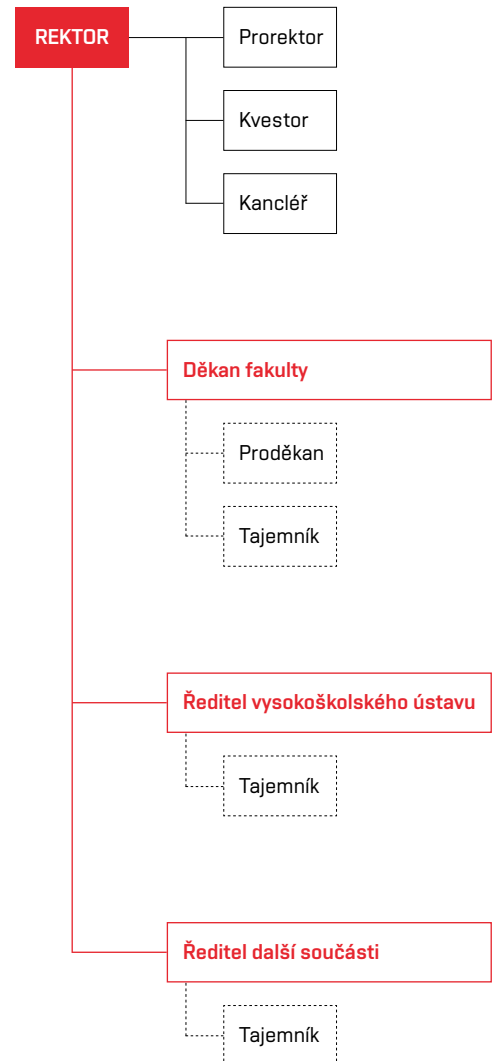 REKTOR
Prorektor
Kvestor
Kancléř
Děkan fakulty
Proděkan
Tajemník
Ředitel vysokoškolského ústavu
Tajemník
Ředitel další součásti
Tajemník